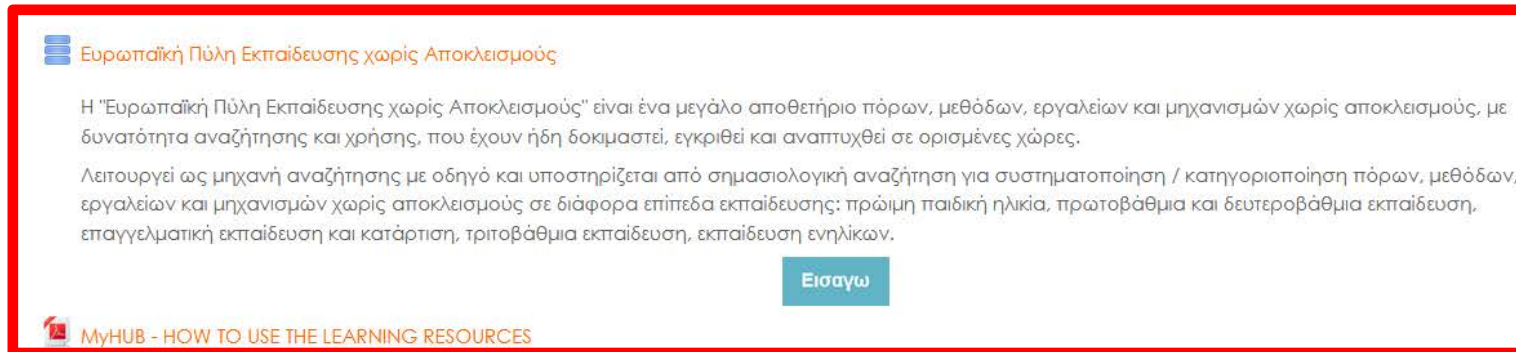 Ευρωπαϊκή Πύλη Εκπαίδευσης χωρίς Αποκλεισμούς
Η "Ευρωπαϊκή Πύλη Εκπαίδευσης χωρίς Αποκλεισμούς" είναι ένα μεγάλο αποθετήριο πόρων, μεθόδων, εργαλείων και μηχανισμών χωρίς αποκλεισμούς, με
δυνατότητα αναζήτησης και χρήσης, που έχουν ήδη δοκιμαστεί, εγκριθεί και αναπτυχθεί σε ορισμένες χώρες.
Λειτουργεί ως μηχανή αναζήτησης με οδηγό και υποστηρίζεται από σημασιολογική αναζήτηση για συστηματοποίηση / κατηγοριοποίηση πόρων, μεθόδων,
εργαλείων και μηχανισμών χωρίς αποκλεισμούς σε διάφορα επίπεδα εκπαίδευσης: πρώιμη παιδική ηλικία, πρωτοβάθμια και δευτεροβάθμια εκπαίδευση,
επαγγελματική εκπαίδευση και κατάρτιση, τριτοβάθμια εκπαίδευση, εκπαίδευση ενηλίκων.
Εισαγω
MyHUB - HOW TO USE THE LEARNING RESOURCES